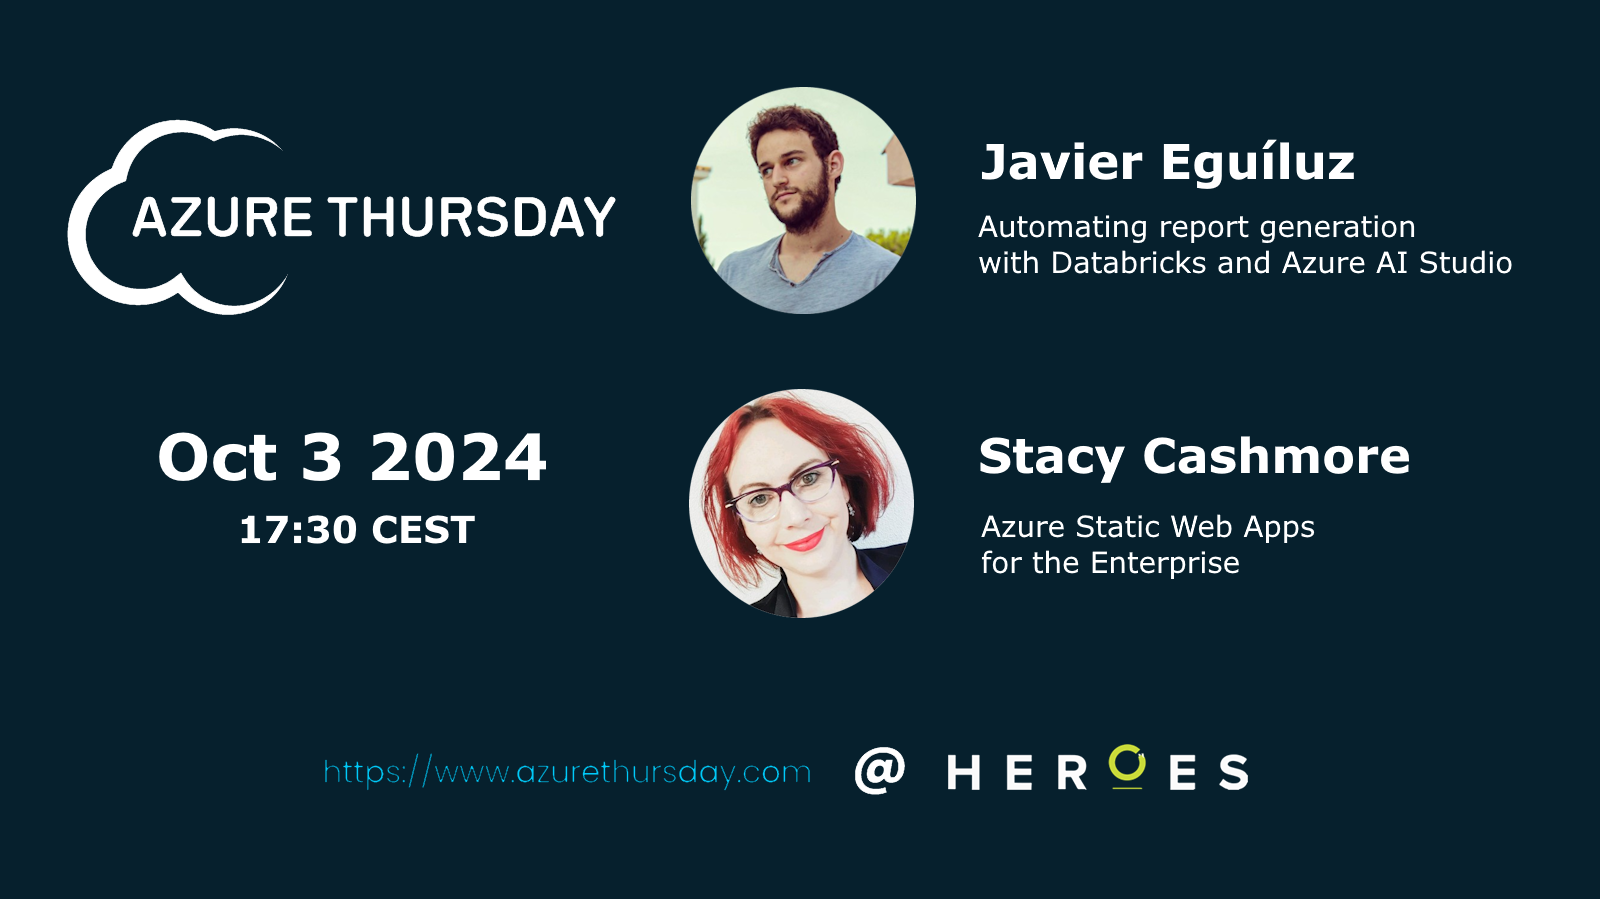 AZURE THURSDAY
Javier Eguíluz
Automating report generation
with Databricks and Azure AI Studio
Oct 3 2024
17:30 CEST
Stacy Cashmore
Azure Static Web Apps
for the Enterprise
https://www.azurethursday.com @ HEROES